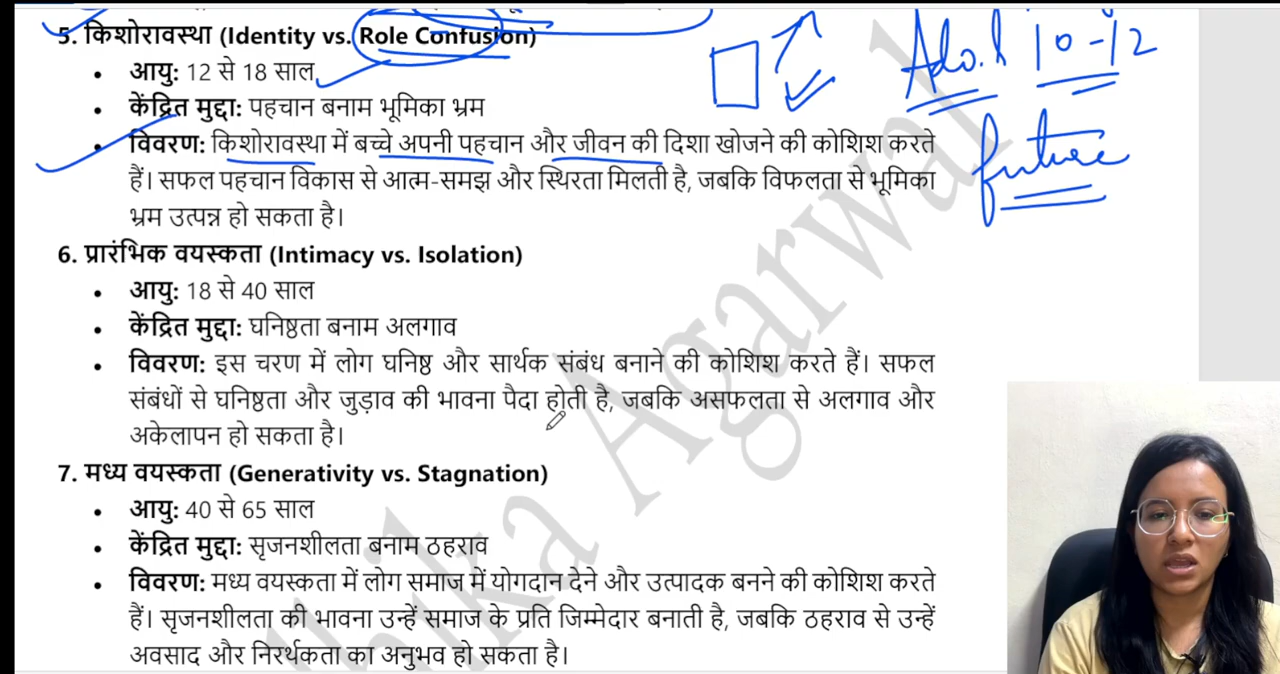 5. किशोरावस्था (Identity vs. Role Confusion)
• आयु: 12 से 18 साल
• केंद्रित मुद्दा: पहचान बनाम भूमिका भ्रम
• विवरण: किशोरावस्था में बच्चे अपनी पहचान और जीवन की दिशा खोजने की कोशिश करते
हैं। सफल पहचान विकास से आत्म-समझ और स्थिरता मिलती है, जबकि विफलता से भूमिका
भ्रम उत्पन्न हो सकता है।
Ado. 10-12
future
6. प्रारंभिक वयस्कता (Intimacy vs. Isolation)
• आयु: 18 से 40 साल
• केंद्रित मुद्दा: घनिष्ठता बनाम अलगाव
• विवरण: इस चरण में लोग घनिष्ठ और सार्थक संबंध बनाने की कोशिश करते हैं। सफल
संबंधों से घनिष्ठता और जुड़ाव की भावना पैदा होती है, जबकि असफलता से अलगाव और
अकेलापन हो सकता है।
7. मध्य वयस्कता (Generativity vs. Stagnation)
• आयु: 40 से 65 साल
• केंद्रित मुद्दा: सृजनशीलता बनाम ठहराव
• विवरण: मध्य वयस्कता में लोग समाज में योगदान देने और उत्पादक बनने की कोशिश करते
हैं। सृजनशीलता की भावना उन्हें समाज के प्रति जिम्मेदार बनाती है, जबकि ठहराव से उन्हें
अवसाद और निरर्थकता का अनुभव हो सकता है।
Agarwal